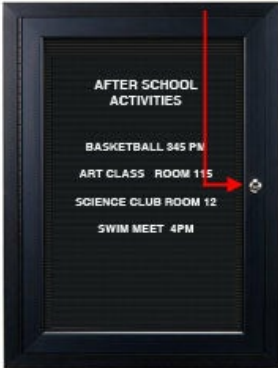 AFTER SCHOOL
ACTIVITIES
BASKETBALL 345 PM
ART CLASS ROOM 115
SCIENCE CLUB ROOM 12
SWIM MEET 4PM